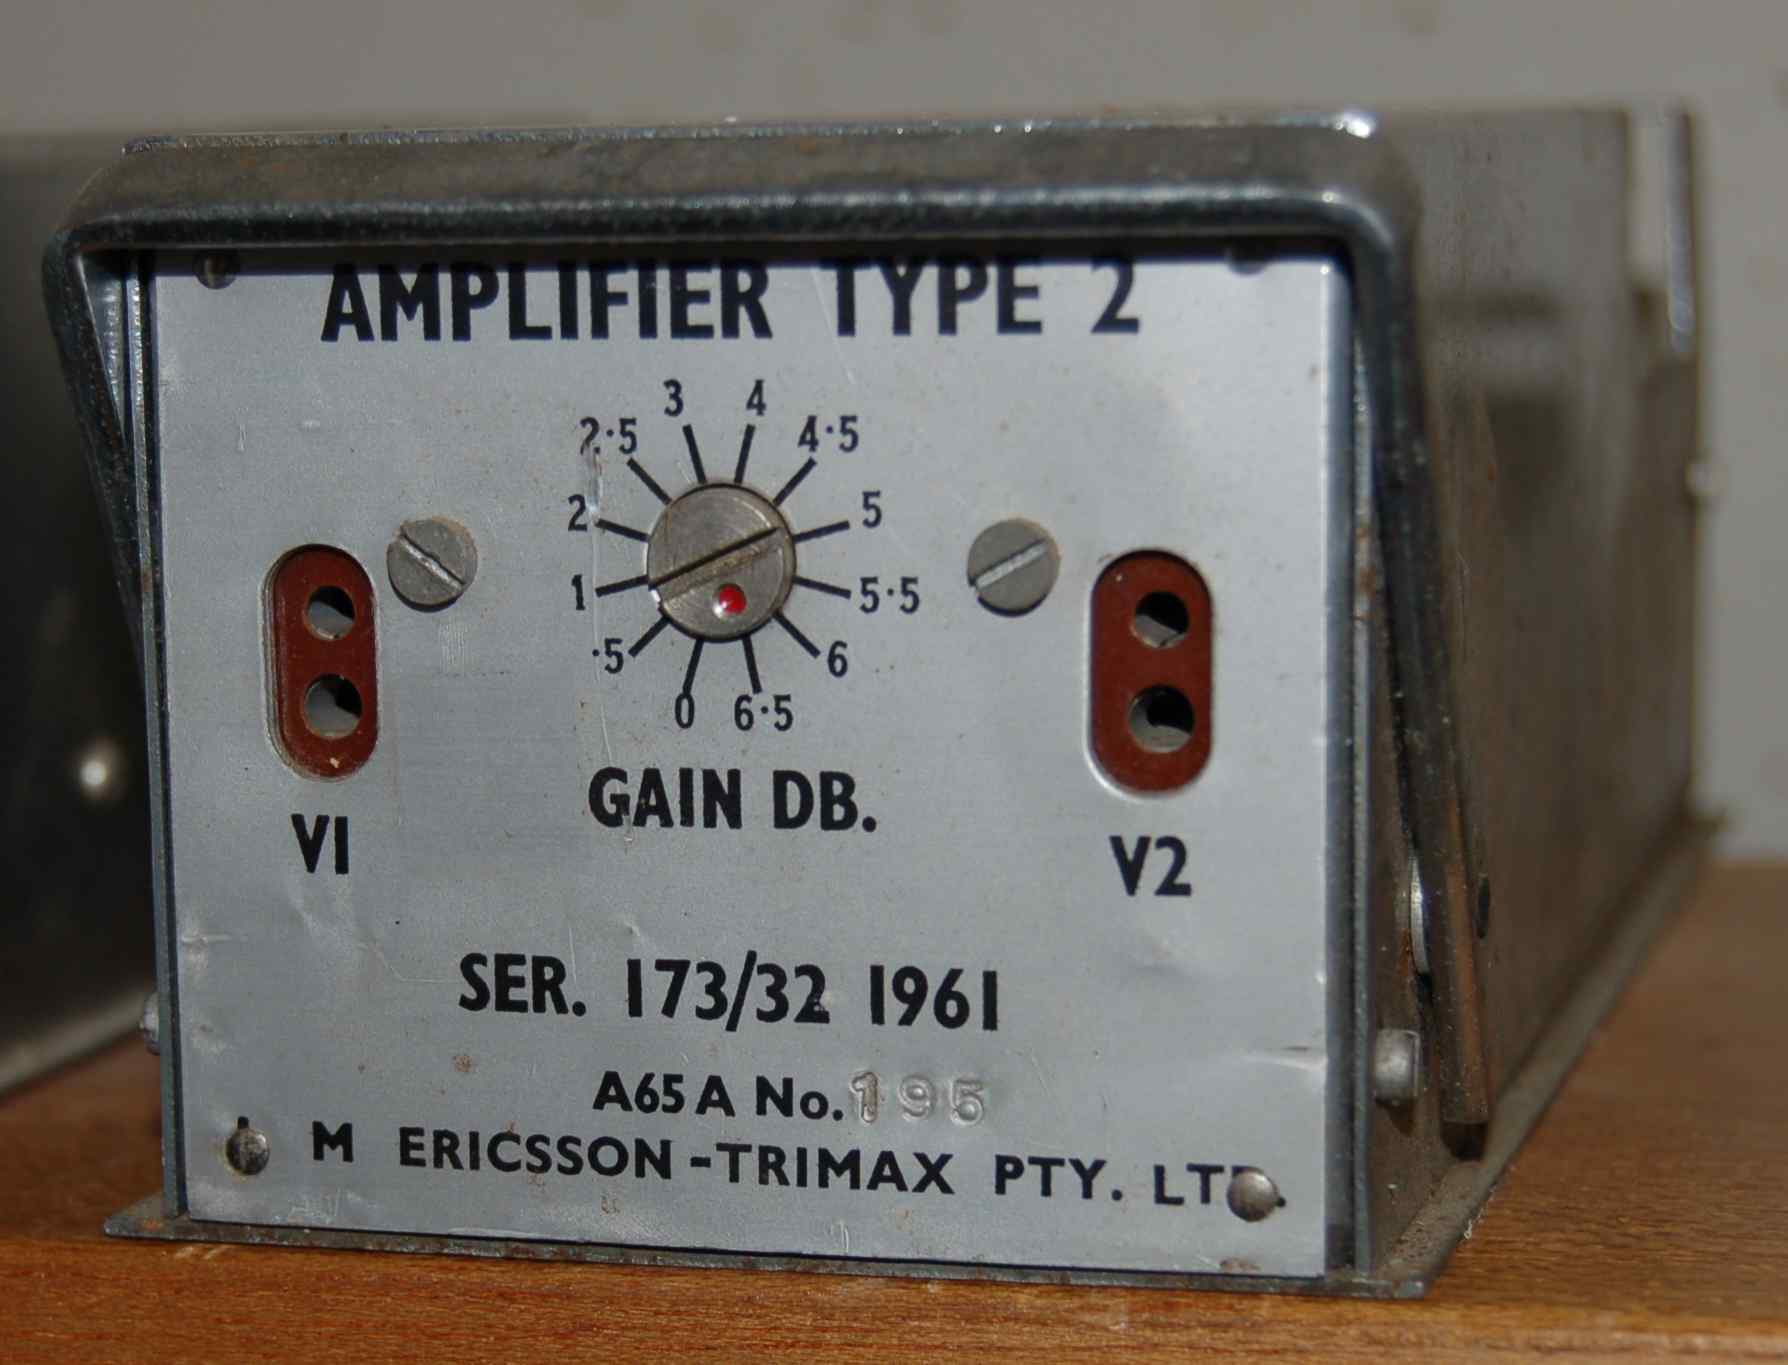 AMPLIFIER TYPE 2
3 4
2·5 4·5
2 5
1 5·5
·5 6
0 6·5
GAIN DB.
V1 V2
SER. 173/32 1961
A65 A No. 195
M ERICSSON-TRIMAX PTY. LTD.